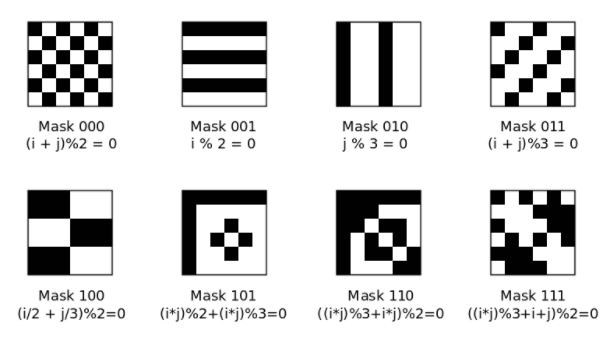 Mask 000
(i + j)%2 = 0
Mask 001
i % 2 = 0
Mask 010
j % 3 = 0
Mask 011
(i + j)%3 = 0
Mask 100
(i/2 + j/3)%2=0
Mask 101
(i*j)%2+(i*j)%3=0
Mask 110
((i*j)%3+i*j)%2=0
Mask 111
((i*j)%3+i+j)%2=0